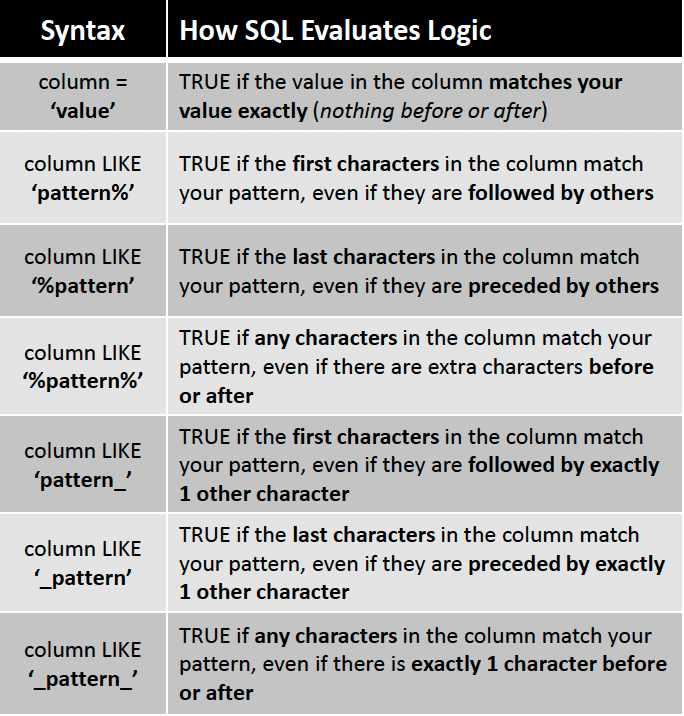 Syntax
How SQL Evaluates Logic
column =
‘value’
TRUE if the value in the column matches your
value exactly (nothing before or after)
column LIKE
‘pattern%’
TRUE if the first characters in the column match
your pattern, even if they are followed by others
column LIKE
‘%pattern’
TRUE if the last characters in the column match
your pattern, even if they are preceded by others
column LIKE
‘%pattern%’
TRUE if any characters in the column match your
pattern, even if there are extra characters before
or after
column LIKE
‘pattern_’
TRUE if the first characters in the column match
your pattern, even if they are followed by exactly
1 other character
column LIKE
‘_pattern’
TRUE if the last characters in the column match
your pattern, even if they are preceded by exactly
1 other character
column LIKE
‘_pattern_’
TRUE if any characters in the column match your
pattern, even if there is exactly 1 character before
or after